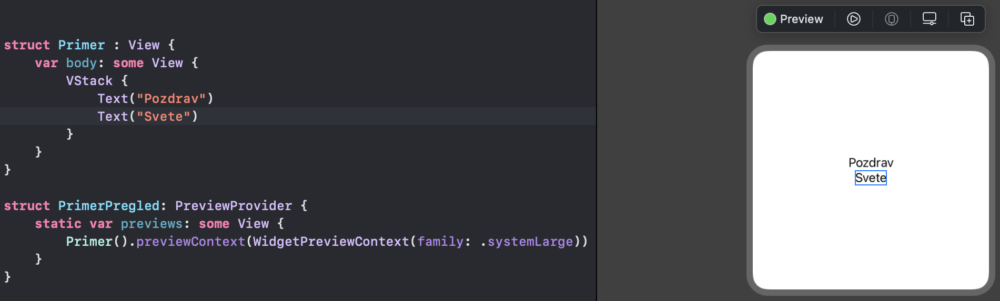 struct Primer : View {
    var body: some View {
        VStack {
            Text("Pozdrav")
            Text("Svete")
        }
    }
}
struct PrimerPregled: PreviewProvider {
    static var previews: some View {
        Primer().previewContext(WidgetPreviewContext(family: .systemLarge))
    }
}
Preview
Pozdrav
Svete